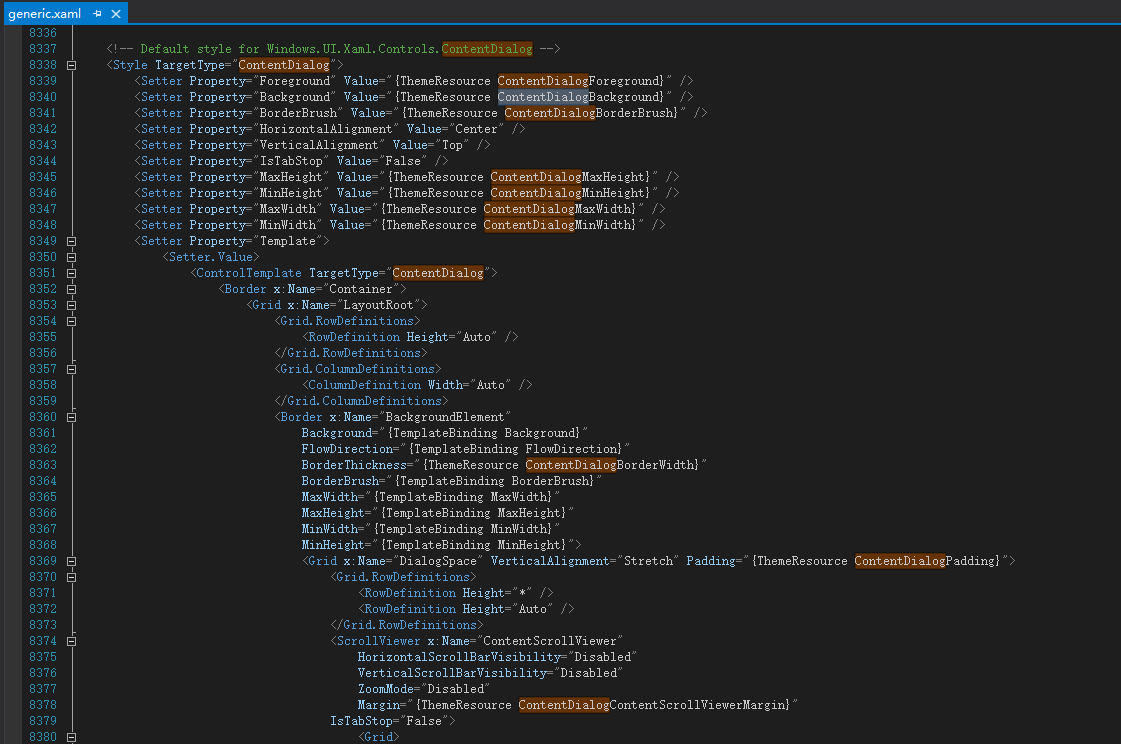 generic.xaml
8336
8337 <!-- Default style for Windows.UI.Xaml.Controls.ContentDialog -->
8338 <Style TargetType="ContentDialog">
8339 <Setter Property="Foreground" Value="{ThemeResource ContentDialogForeground}" />
8340 <Setter Property="Background" Value="{ThemeResource ContentDialogBackground}" />
8341 <Setter Property="BorderBrush" Value="{ThemeResource ContentDialogBorderBrush}" />
8342 <Setter Property="HorizontalAlignment" Value="Center" />
8343 <Setter Property="VerticalAlignment" Value="Top" />
8344 <Setter Property="IsTabStop" Value="False" />
8345 <Setter Property="MaxHeight" Value="{ThemeResource ContentDialogMaxHeight}" />
8346 <Setter Property="MinHeight" Value="{ThemeResource ContentDialogMinHeight}" />
8347 <Setter Property="MaxWidth" Value="{ThemeResource ContentDialogMaxWidth}" />
8348 <Setter Property="MinWidth" Value="{ThemeResource ContentDialogMinWidth}" />
8349 <Setter Property="Template">
8350 <Setter.Value>
8351 <ControlTemplate TargetType="ContentDialog">
8352 <Border x:Name="Container">
8353 <Grid x:Name="LayoutRoot">
8354 <Grid.RowDefinitions>
8355 <RowDefinition Height="Auto" />
8356 </Grid.RowDefinitions>
8357 <Grid.ColumnDefinitions>
8358 <ColumnDefinition Width="Auto" />
8359 </Grid.ColumnDefinitions>
8360 <Border x:Name="BackgroundElement"
8361 Background="{TemplateBinding Background}"
8362 FlowDirection="{TemplateBinding FlowDirection}"
8363 BorderThickness="{ThemeResource ContentDialogBorderWidth}"
8364 BorderBrush="{TemplateBinding BorderBrush}"
8365 MaxWidth="{TemplateBinding MaxWidth}"
8366 MaxHeight="{TemplateBinding MaxHeight}"
8367 MinWidth="{TemplateBinding MinWidth}"
8368 MinHeight="{TemplateBinding MinHeight}">
8369 <Grid x:Name="DialogSpace" VerticalAlignment="Stretch" Padding="{ThemeResource ContentDialogPadding}">
8370 <Grid.RowDefinitions>
8371 <RowDefinition Height="*" />
8372 <RowDefinition Height="Auto" />
8373 </Grid.RowDefinitions>
8374 <ScrollViewer x:Name="ContentScrollViewer"
8375 HorizontalScrollBarVisibility="Disabled"
8376 VerticalScrollBarVisibility="Disabled"
8377 ZoomMode="Disabled"
8378 Margin="{ThemeResource ContentDialogContentScrollViewerMargin}"
8379 IsTabStop="False">
8380 <Grid>